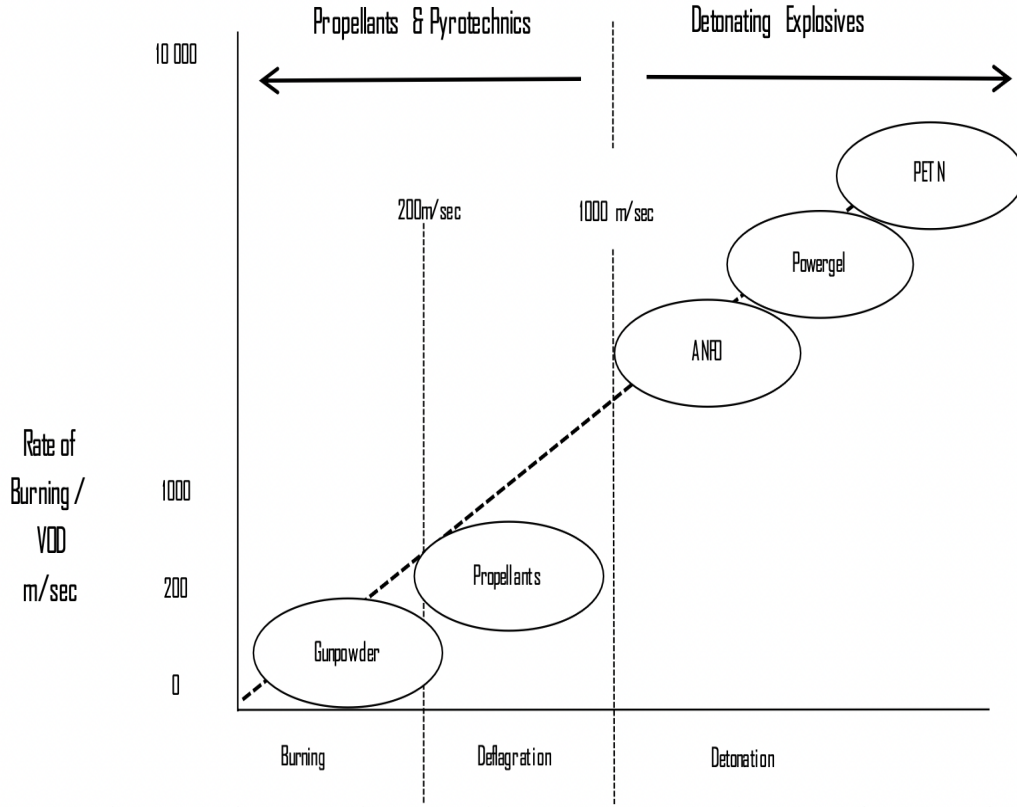 Propellants & Pyrotechnics
Detonating Explosives
10 000
PETN
200m/sec
1000 m/sec
Powergel
ANFO
Rate of
Burning /
VOD
m/sec
1000
200
0
Propellants
Gunpowder
Burning
Deflagration
Detonation